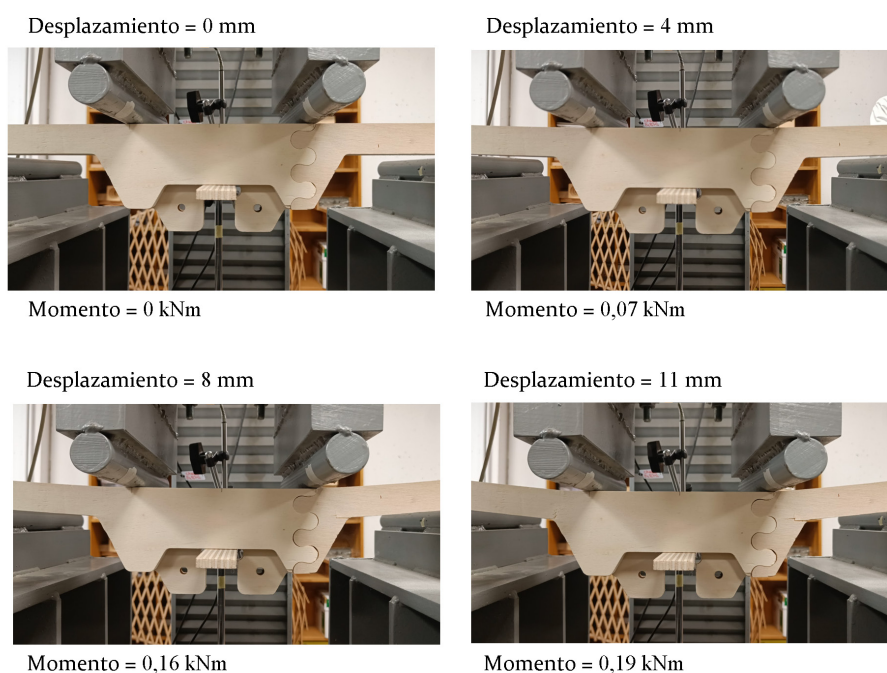 Desplazamiento = 0 mm
Desplazamiento = 4 mm
Momento = 0 kNm
Momento = 0,07 kNm
Desplazamiento = 8 mm
Desplazamiento = 11 mm
Momento = 0,16 kNm
Momento = 0,19 kNm